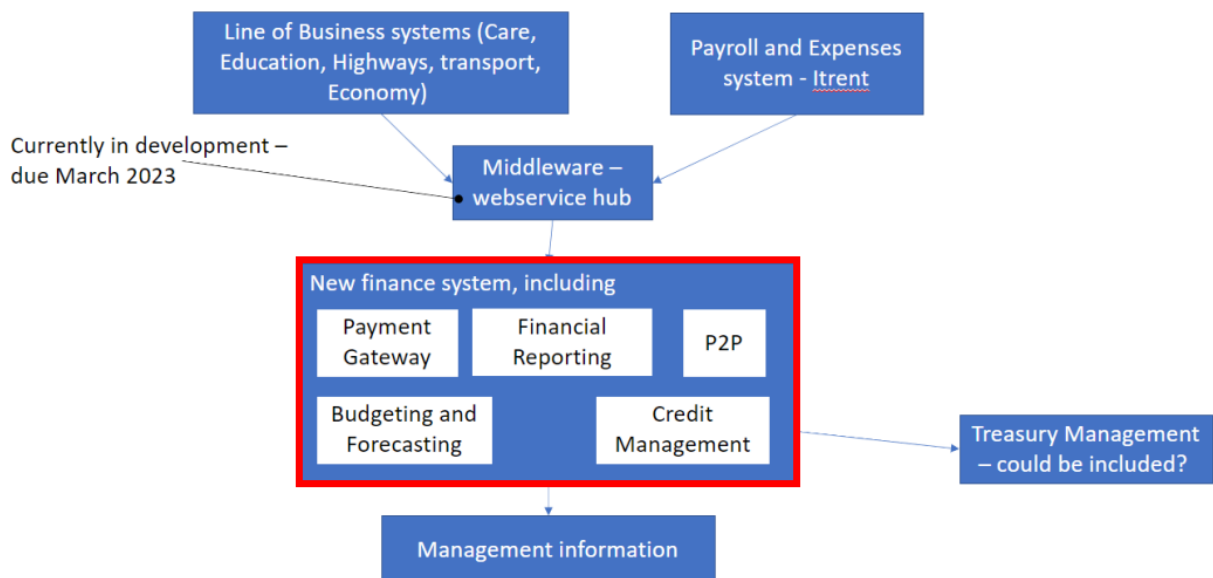 Line of Business systems (Care,
Education, Highways, transport,
Economy)
Payroll and Expenses
system - Itrent
Currently in development –
due March 2023
Middleware –
webservice hub
New finance system, including
Payment
Gateway
Financial
Reporting
P2P
Budgeting and
Forecasting
Credit
Management
Treasury Management
– could be included?
Management information